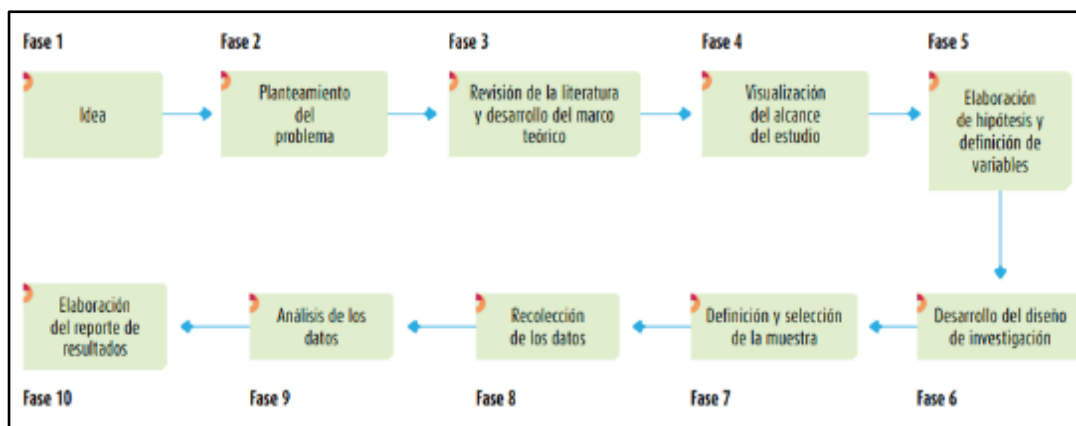 Fase 1
Idea
Fase 2
Planteamiento
del
problema
Fase 3
Revisión de la literatura
y desarrollo del marco
teórico
Fase 4
Visualización
del alcance
del estudio
Fase 5
Elaboración
de hipótesis y
definición de
variables
Desarrollo del diseño
de investigación
Fase 6
Definición y selección
de la muestra
Fase 7
Recolección
de los datos
Fase 8
Análisis de los
datos
Fase 9
Elaboración
del reporte de
resultados
Fase 10